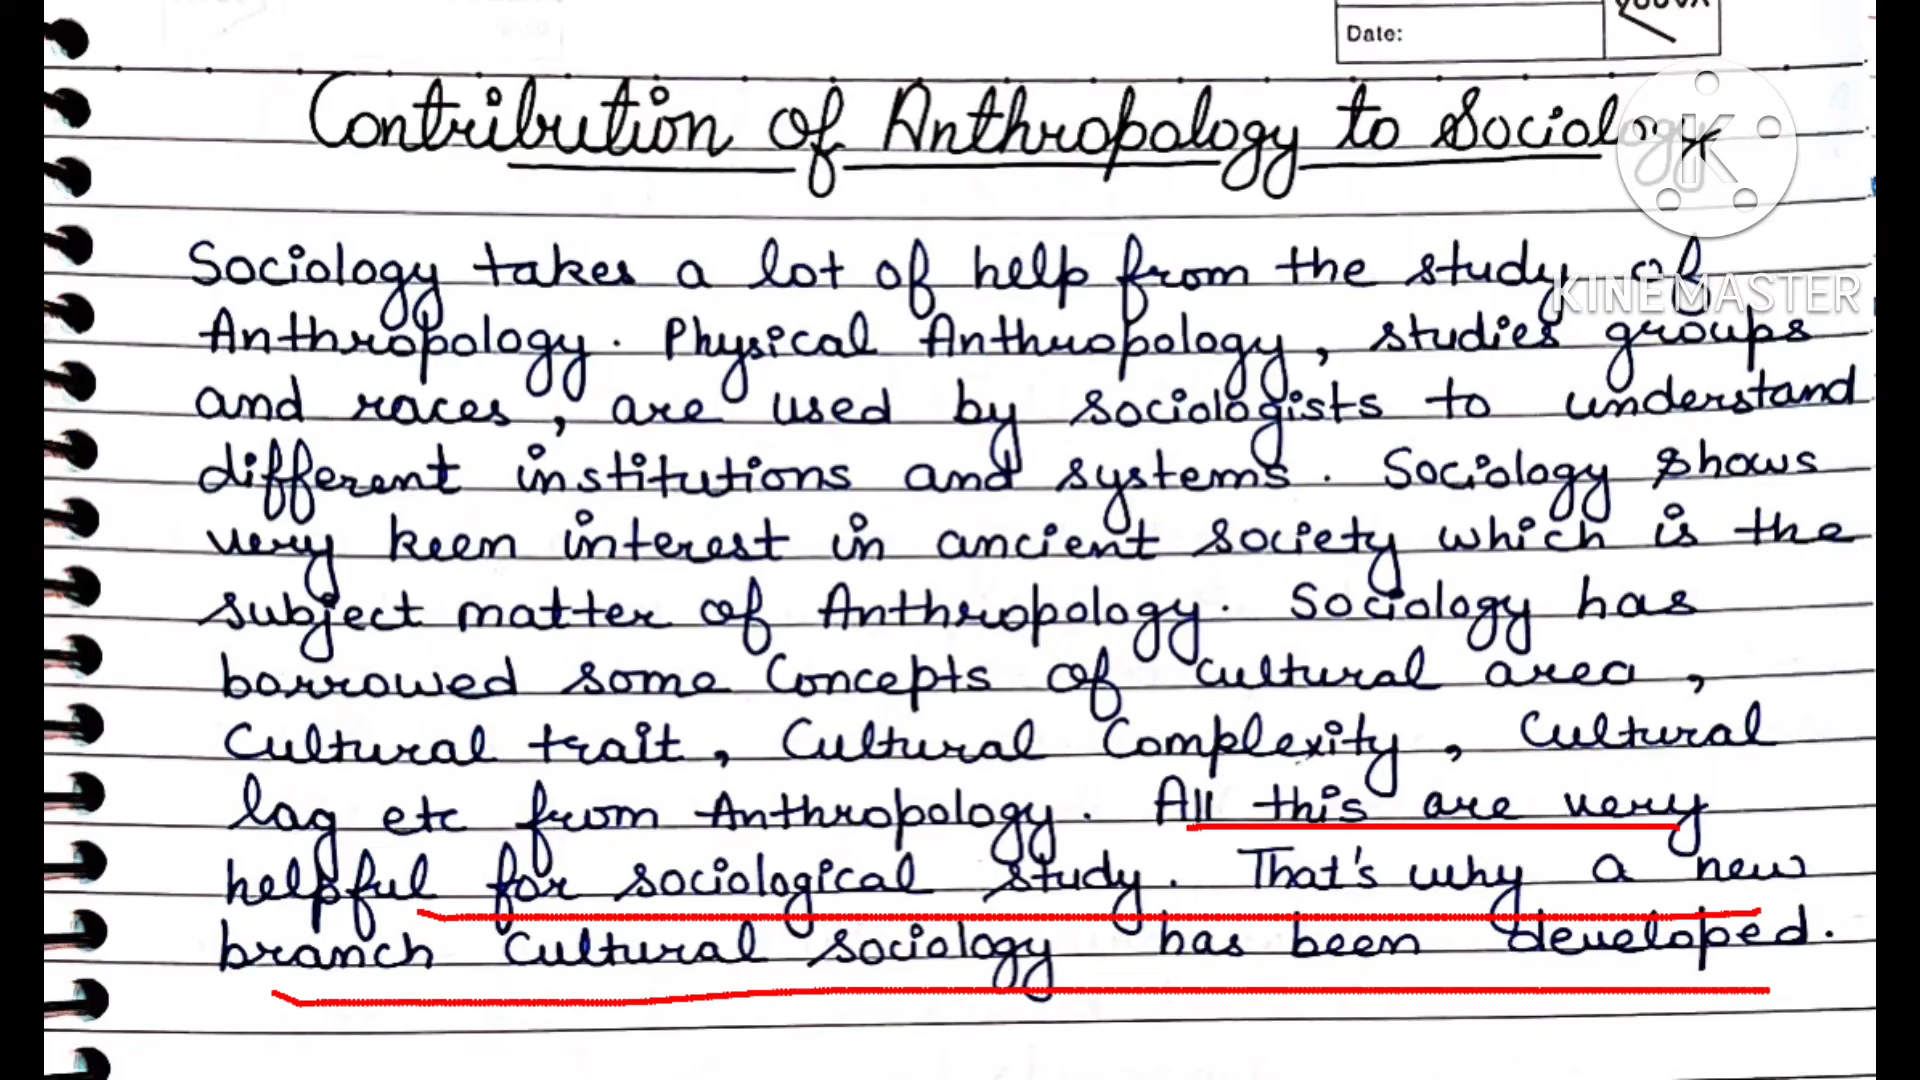 Date:
Contribution of Anthropology to Sociology
Sociology takes a lot of help from the study of
KINEMASTER
Anthropology. Physical Anthropology, studies groups
and races, are used by sociologists to understand
different institutions and systems. Sociology shows
very keen interest in ancient society which is the
subject matter of Anthropology. Sociology has
borrowed some Concepts of Cultural area,
Cultural trait, Cultural Complexity, Cultural
lag etc from Anthropology. All this are very
helpful for sociological study. That's why a new
branch Cultural sociology has been developed.